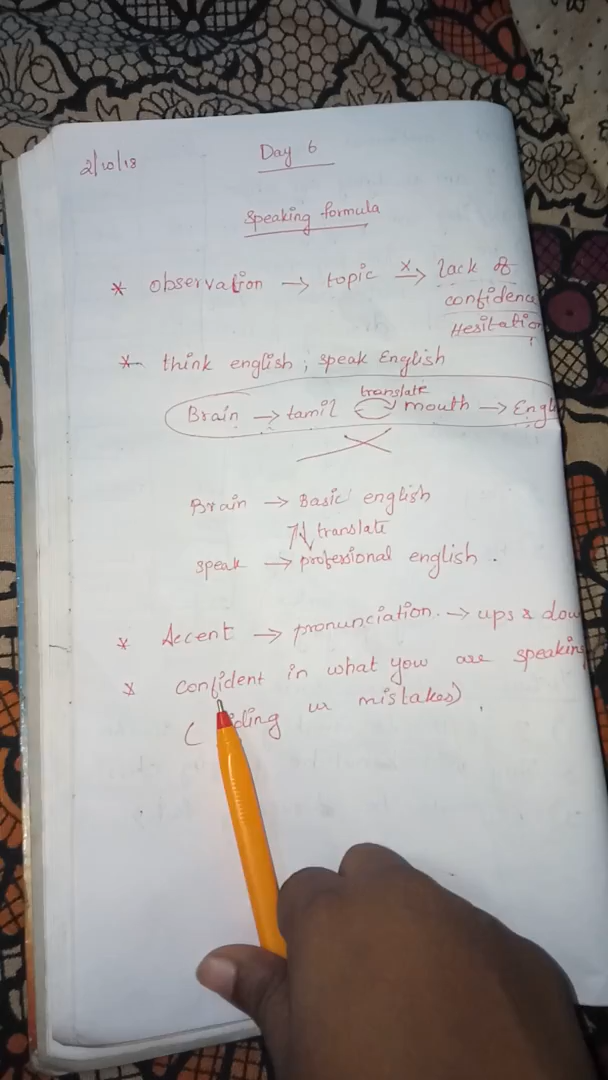 2/10/18
Day 6
Speaking formula
* observation → topic x→ lack of
confidence
Hesitation
* think english ; speak English
translate
Brain → tamil mouth → Engl
Brain → Basic english
translate
speak → professional english.
* Accent → pronunciation. → ups & dow
* confident in what you are speaking
( ur mistakes) .